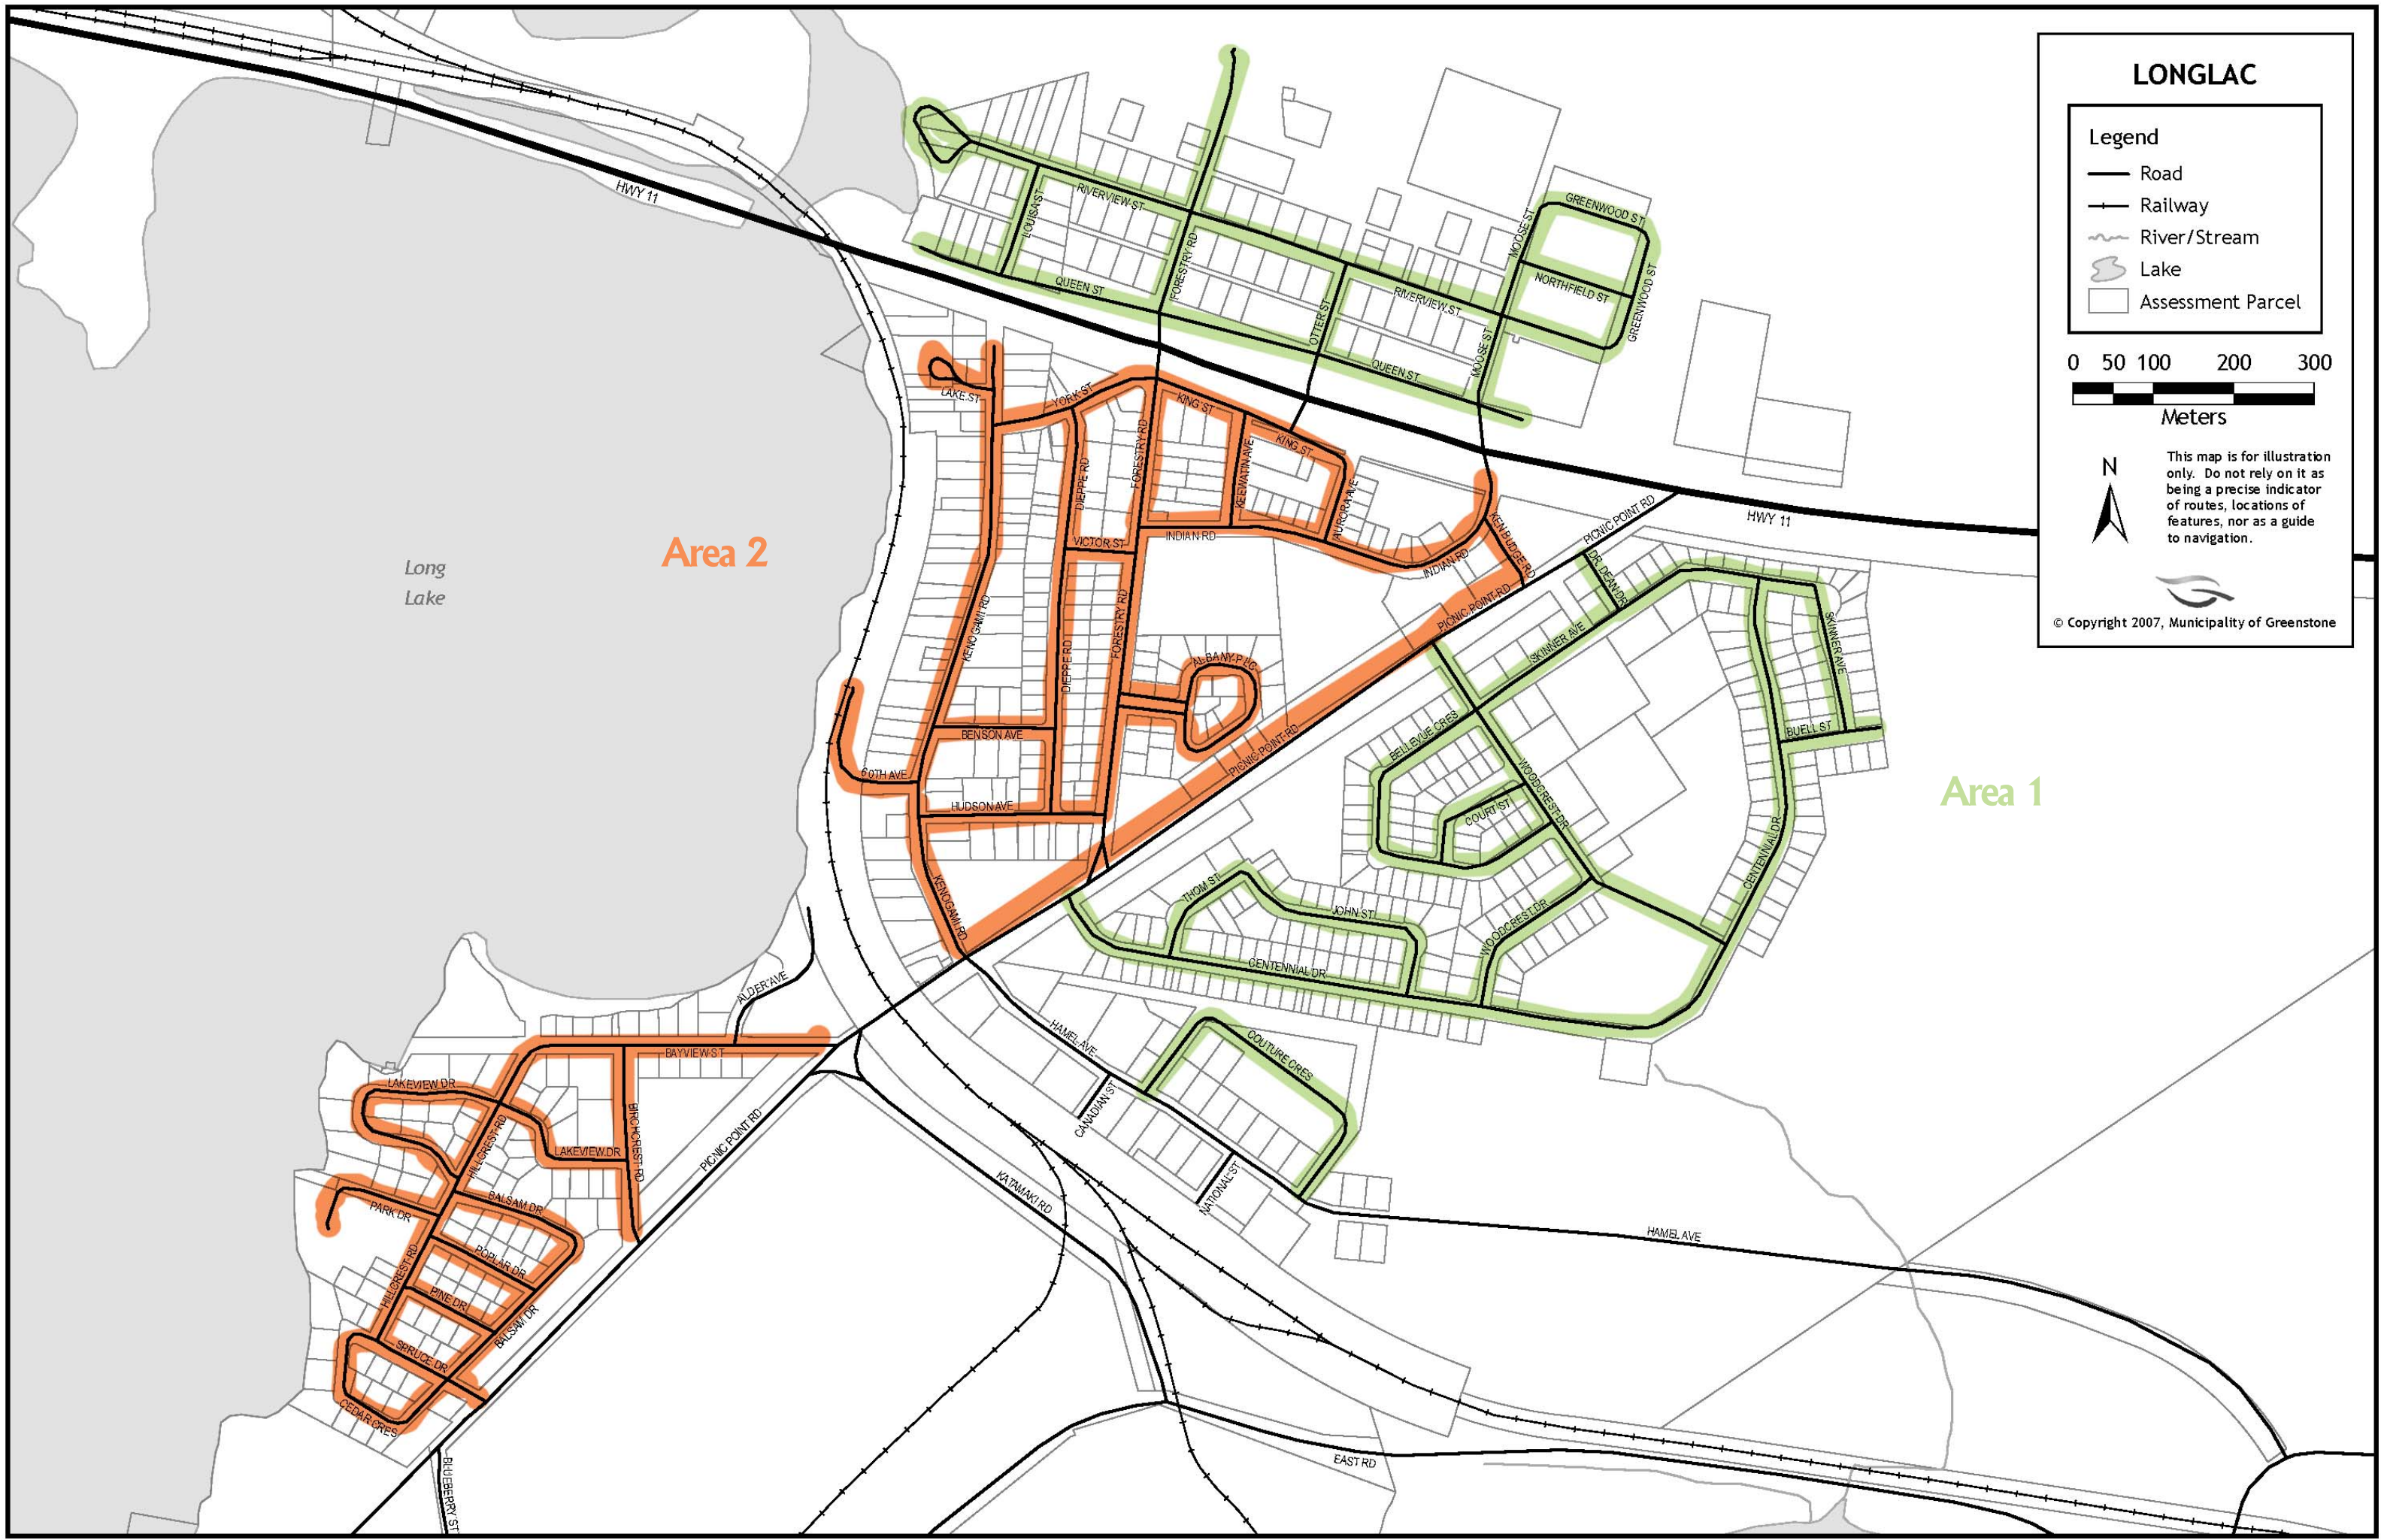 LONGLAC
Legend
Road
Railway
River/Stream
Lake
Assessment Parcel
0 50 100 200 300
Meters
N
This map is for illustration
only. Do not rely on it as
being a precise indicator
of routes, locations of
features, nor as a guide
to navigation.
© Copyright 2007, Municipality of Greenstone
HWY 11
LOUISA ST
RIVERVIEW ST
QUEEN ST
FORESTRY RD
OTTER ST
RIVERVIEW ST
QUEEN ST
MOOSE ST
MOOSE ST
GREENWOOD ST
NORTHFIELD ST
GREENWOOD ST
LAKE ST
YORK ST
KING ST
KING ST
FORESTRY RD
DIEPPE RD
KEEWATIN AVE
AURORA AVE
VICTOR ST
INDIAN RD
INDIAN RD
KEN BUDGE RD
PICNIC POINT RD
HWY 11
Area 2
Long
Lake
KENOGAMI RD
DIEPPE RD
FORESTRY RD
ALBANY PLC
PICNIC POINT RD
DR. DEAN DR
SKINNER AVE
SKINNER AVE
BUELL ST
BENSON AVE
60TH AVE
HUDSON AVE
PICNIC POINT RD
BELLEVUE CRES
WOODCREST DR
COURT ST
CENTENNIAL DR
Area 1
KENOGAMI RD
THOM ST
JOHN ST
CENTENNIAL DR
WOODCREST DR
ALDER AVE
HAMEL AVE
COUTURE CRES
CANADIAN ST
NATIONAL ST
HAMEL AVE
BAYVIEW ST
LAKEVIEW DR
HILLCREST RD
LAKEVIEW DR
BIRCHCREST RD
PICNIC POINT RD
KATAMAKI RD
PARK DR
BALSAM DR
POPLAR DR
HILLCREST RD
PINE DR
BALSAM DR
SPRUCE DR
CEDAR CRES
BLUEBERRY ST
EAST RD